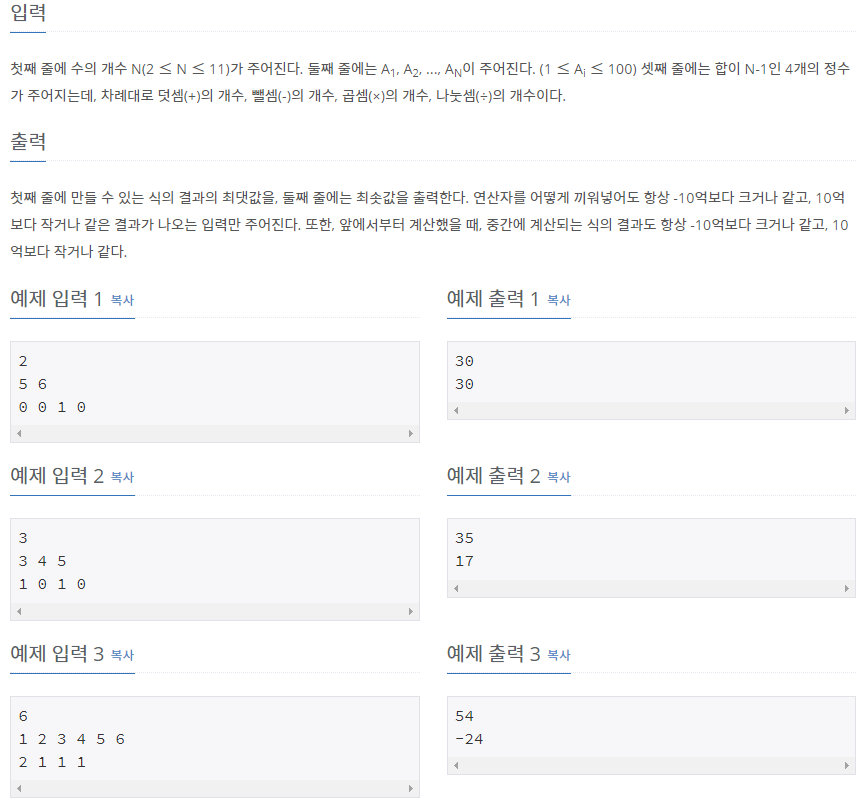 입력
첫째 줄에 수의 개수 N(2 ≤ N ≤ 11)가 주어진다. 둘째 줄에는 A1, A2, ..., AN이 주어진다. (1 ≤ Ai ≤ 100) 셋째 줄에는 합이 N-1인 4개의 정수
가 주어지는데, 차례대로 덧셈(+)의 개수, 뺄셈(-)의 개수, 곱셈(×)의 개수, 나눗셈(÷)의 개수이다.
출력
첫째 줄에 만들 수 있는 식의 결과의 최댓값을, 둘째 줄에는 최솟값을 출력한다. 연산자를 어떻게 끼워넣어도 항상 -10억보다 크거나 같고, 10억
보다 작거나 같은 결과가 나오는 입력만 주어진다. 또한, 앞에서부터 계산했을 때, 중간에 계산되는 식의 결과도 항상 -10억보다 크거나 같고, 10
억보다 작거나 같다.
예제 입력 1 복사
2
5 6
0 0 1 0
예제 출력 1 복사
30
30
예제 입력 2 복사
3
3 4 5
1 0 1 0
예제 출력 2 복사
35
17
예제 입력 3 복사
6
1 2 3 4 5 6
2 1 1 1
예제 출력 3 복사
54
-24